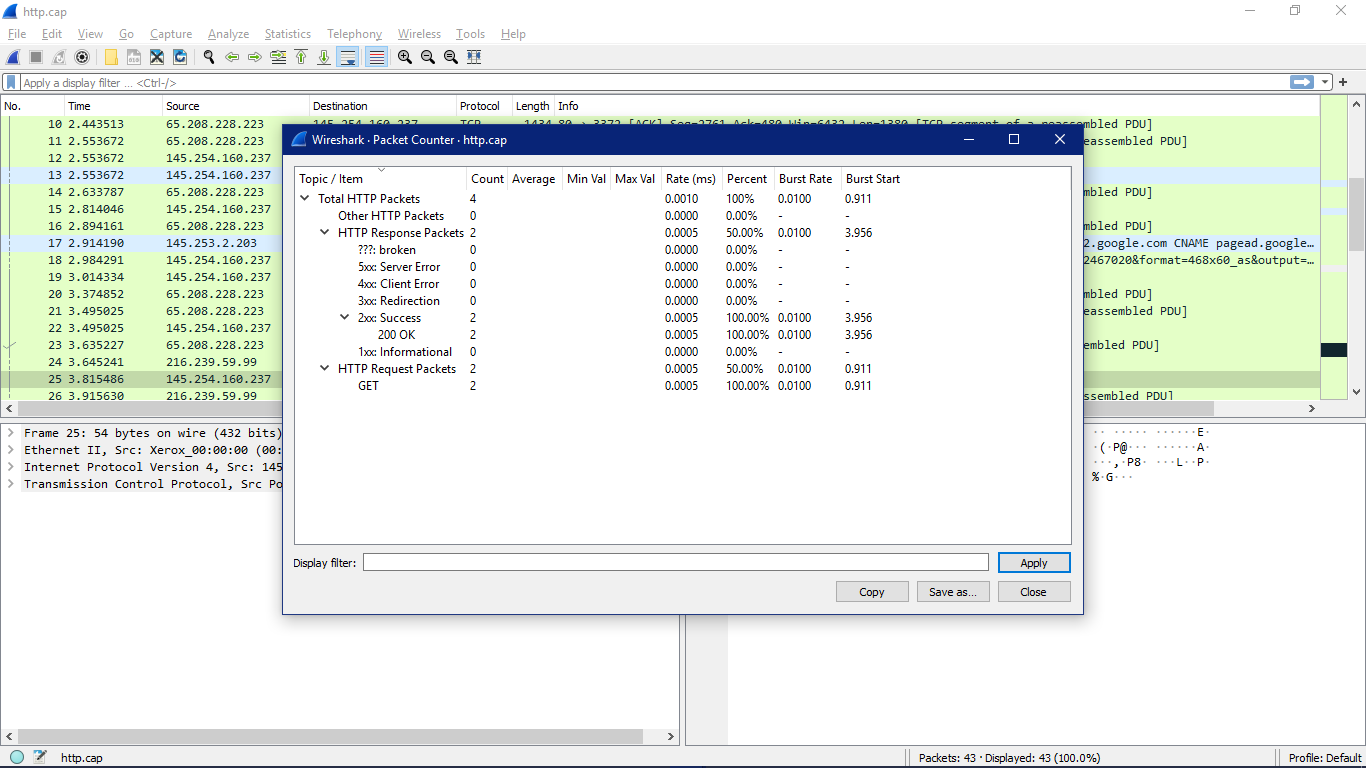 http.cap
File Edit View Go Capture Analyze Statistics Telephony Wireless Tools Help
Apply a display filter ... <Ctrl-/>
No. Time Source Destination Protocol Length Info
10 2.443513 65.208.228.223 145.254.160.237 TCP 1434 80 → 3372 [ACK] Seq=2761 Ack=480 Win=6432 Len=1380 [TCP segment of a reassembled PDU]
11 2.553672 65.208.228.223 eassembled PDU]
12 2.553672 145.254.160.237
13 2.553672 145.254.160.237
14 2.633787 65.208.228.223 mbled PDU]
15 2.814046 145.254.160.237
16 2.894161 65.208.228.223 mbled PDU]
17 2.914190 145.253.2.203 2.google.com CNAME pagead.google...
18 2.984291 65.208.228.223 2467020&format=468x60_as&output=...
19 3.014334 145.254.160.237
20 3.374852 65.208.228.223 mbled PDU]
21 3.495025 65.208.228.223 eassembled PDU]
22 3.495025 145.254.160.237
23 3.635227 65.208.228.223 embled PDU]
24 3.645241 216.239.59.99
25 3.815486 145.254.160.237
26 3.915630 216.239.59.99 ssembled PDU]
Wireshark · Packet Counter · http.cap
Topic / Item Count Average Min Val Max Val Rate (ms) Percent Burst Rate Burst Start
Total HTTP Packets 4 0.0010 100% 0.0100 0.911
Other HTTP Packets 0 0.0000 0.00% - -
HTTP Response Packets 2 0.0005 50.00% 0.0100 3.956
???: broken 0 0.0000 0.00% - -
5xx: Server Error 0 0.0000 0.00% - -
4xx: Client Error 0 0.0000 0.00% - -
3xx: Redirection 0 0.0000 0.00% - -
2xx: Success 2 0.0005 100.00% 0.0100 3.956
200 OK 2 0.0005 100.00% 0.0100 3.956
1xx: Informational 0 0.0000 0.00% - -
HTTP Request Packets 2 0.0005 50.00% 0.0100 0.911
GET 2 0.0005 100.00% 0.0100 0.911
Display filter: Apply
Copy Save as... Close
Frame 25: 54 bytes on wire (432 bits)
Ethernet II, Src: Xerox_00:00:00 (00:
Internet Protocol Version 4, Src: 145
Transmission Control Protocol, Src Po
·· ····· ······E·
·(·P@··· ······A·
···,·P8· ···L··P·
%·G···
http.cap Packets: 43 · Displayed: 43 (100.0%) Profile: Default